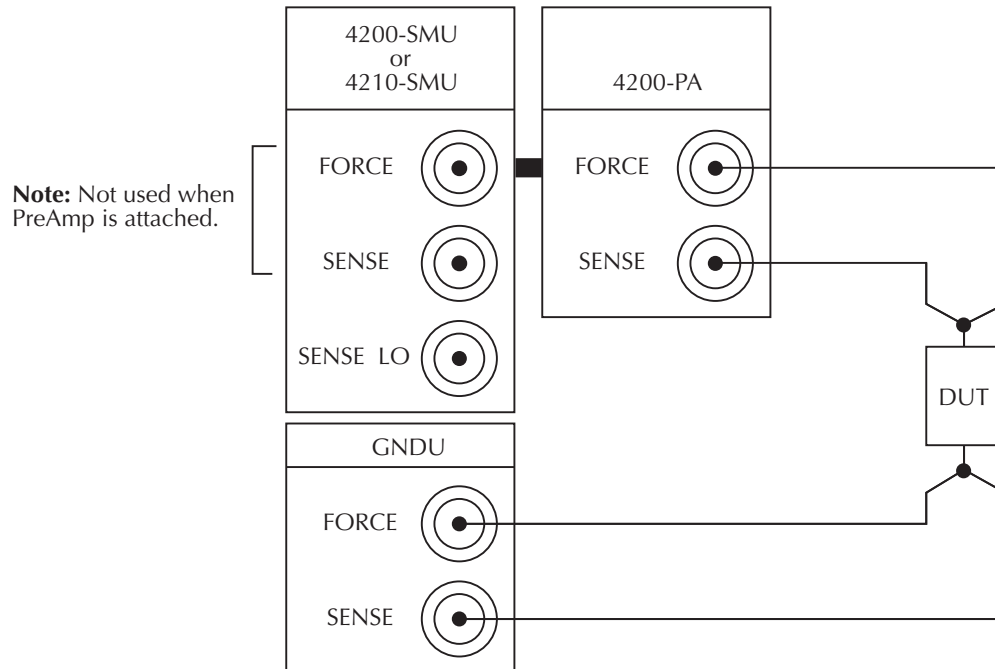 4200-SMU
or
4210-SMU
4200-PA
FORCE
FORCE
Note: Not used when
PreAmp is attached.
SENSE
SENSE
SENSE LO
DUT
GNDU
FORCE
SENSE